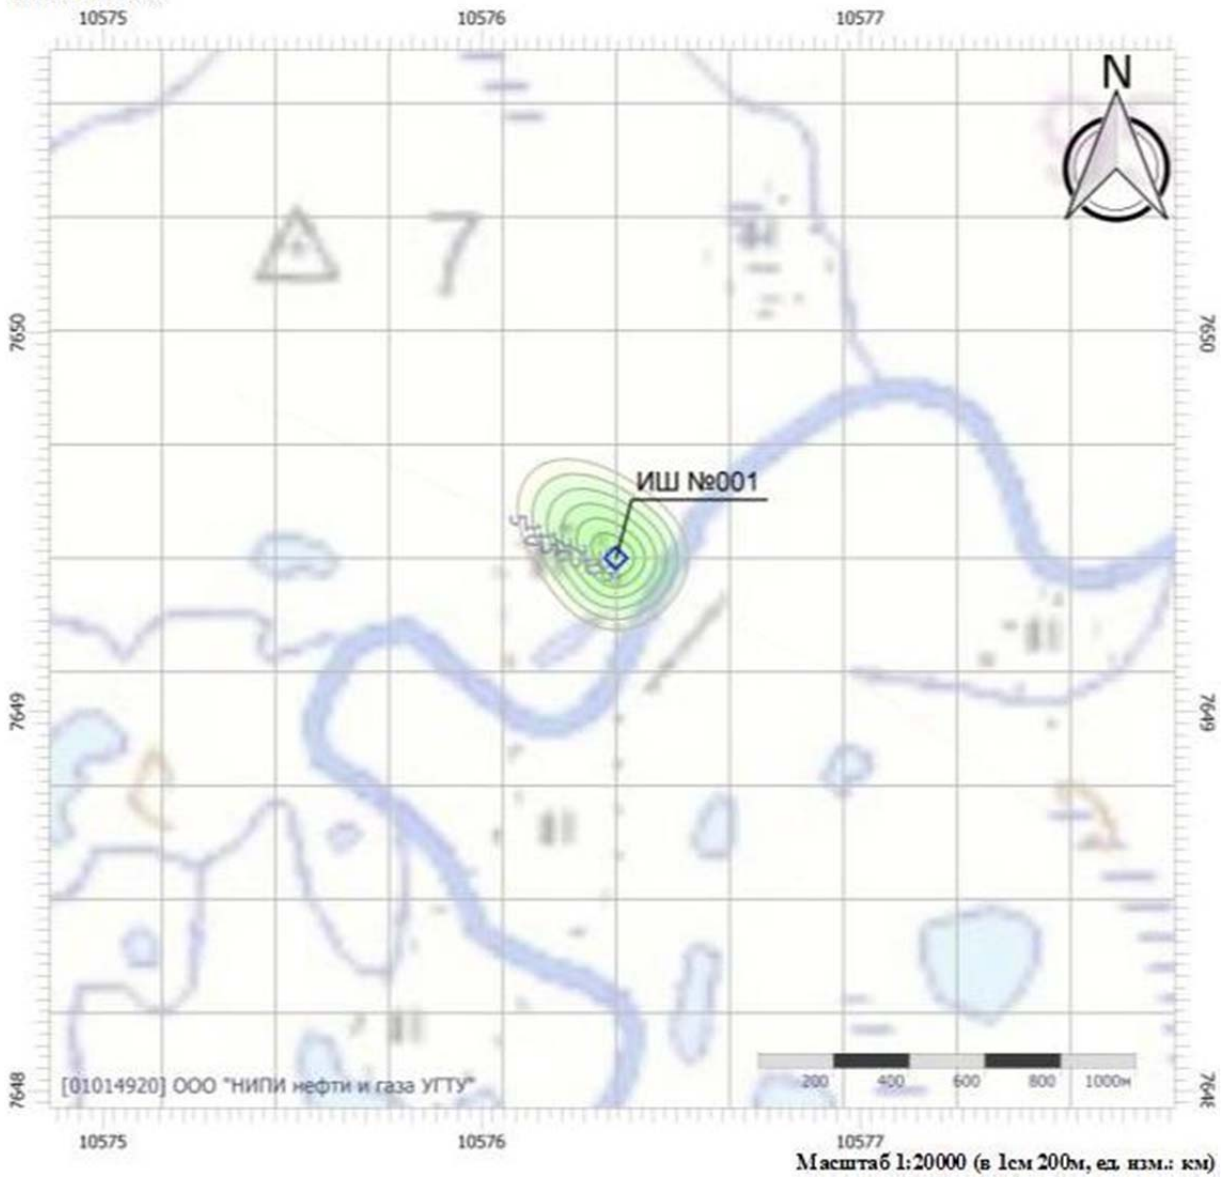 10575 10576 10577
N
7
7650 7650
ИШ №001
7649 7649
7648 7648
[01014920] ООО "НИПИ нефти и газа УГТУ"
200 400 600 800 1000м
10575 10576 10577
Масштаб 1:20000 (в 1см 200м, ед. изм.: км)